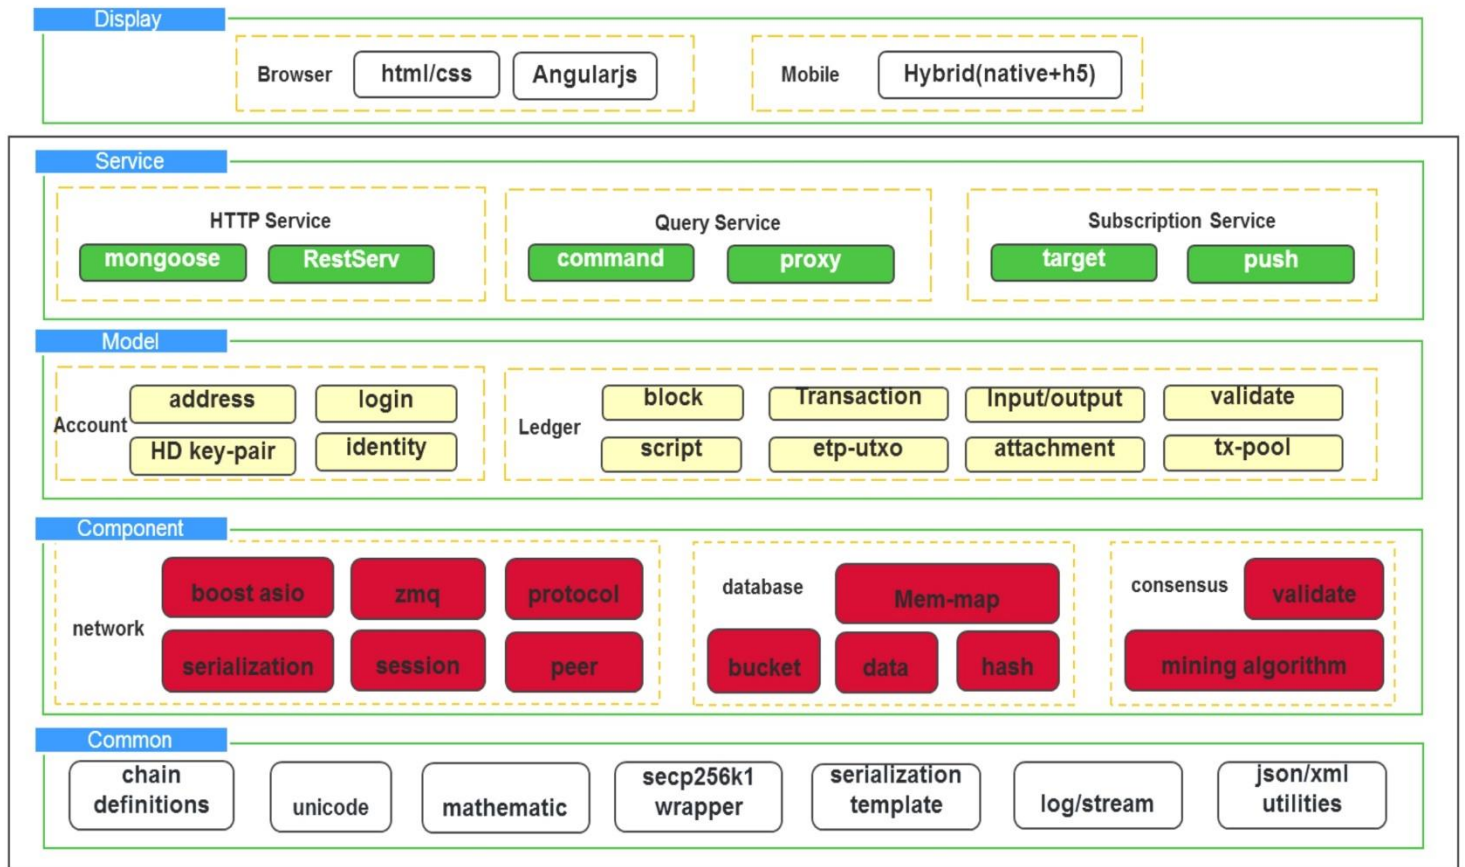 Display
Browser
html/css
Angularjs
Mobile
Hybrid(native+h5)
Service
HTTP Service
mongoose
RestServ
Query Service
command
proxy
Subscription Service
target
push
Model
Account
address
login
HD key-pair
identity
Ledger
block
Transaction
Input/output
validate
script
etp-utxo
attachment
tx-pool
Component
network
boost asio
zmq
protocol
serialization
session
peer
database
Mem-map
bucket
data
hash
consensus
validate
mining algorithm
Common
chain
definitions
unicode
mathematic
secp256k1
wrapper
serialization
template
log/stream
json/xml
utilities